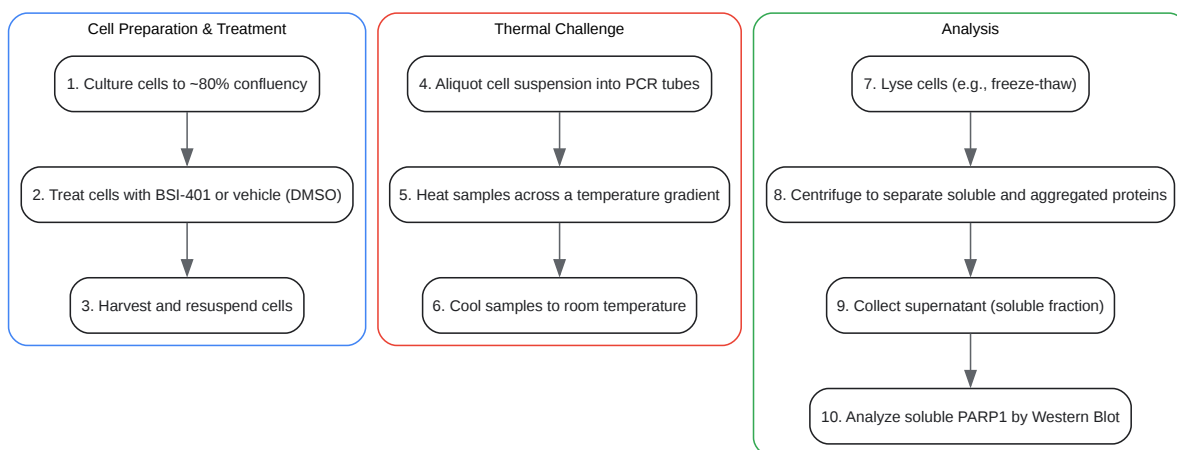 Cell Preparation & Treatment
1. Culture cells to ~80% confluency
2. Treat cells with BSI-401 or vehicle (DMSO)
3. Harvest and resuspend cells
Thermal Challenge
4. Aliquot cell suspension into PCR tubes
5. Heat samples across a temperature gradient
6. Cool samples to room temperature
Analysis
7. Lyse cells (e.g., freeze-thaw)
8. Centrifuge to separate soluble and aggregated proteins
9. Collect supernatant (soluble fraction)
10. Analyze soluble PARP1 by Western Blot